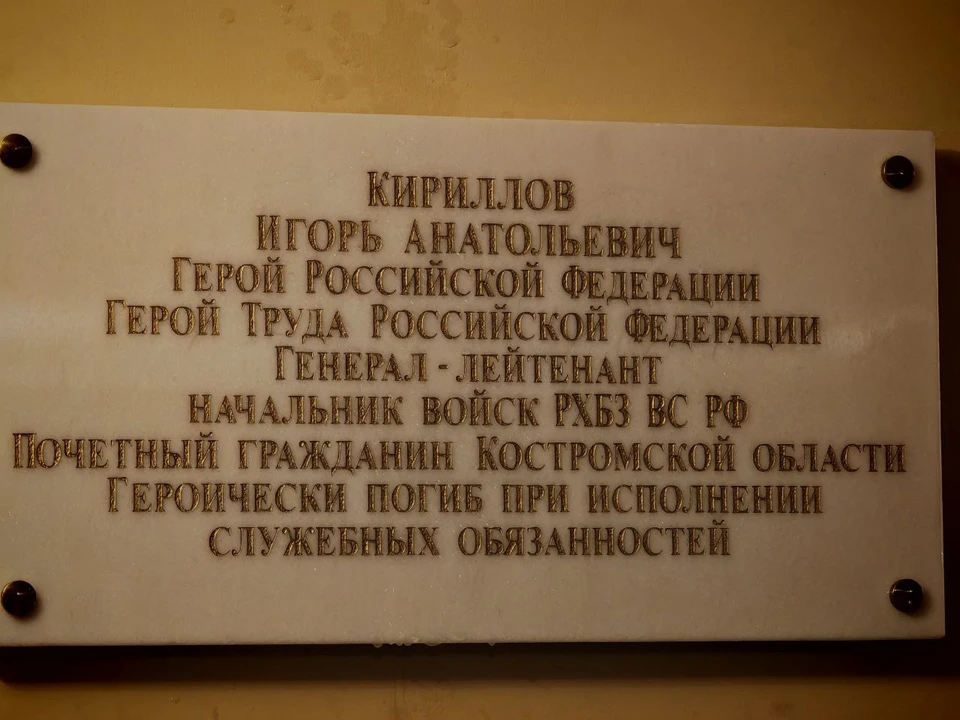 Кириллов
Игорь Анатольевич
Герой Российской Федерации
Герой Труда Российской Федерации
Генерал - лейтенант
начальник войск РХБЗ ВС РФ
Почетный гражданин Костромской области
Героически погиб при исполнении
служебных обязанностей